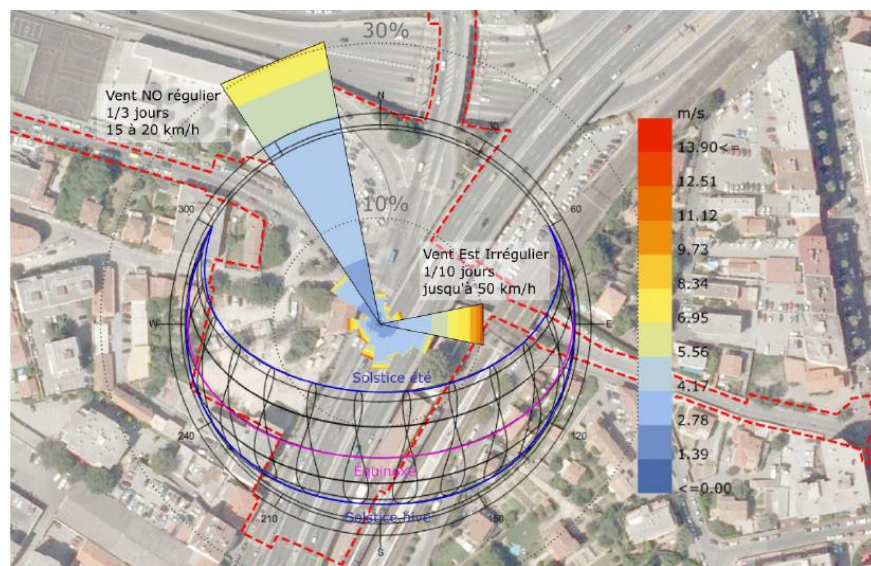 30%
m/s
Vent NO régulier
1/3 jours
15 à 20 km/h
N
30
13.90<=
12.51
300
10%
60
11.12
Vent Est Irrégulier
1/10 jours
jusqu'à 50 km/h
9.73
8.34
6.95
W
E
5.56
Solstice été
4.17
2.78
240
120
1.39
Équinoxe
<=0.00
210
Solstice hive
150
S